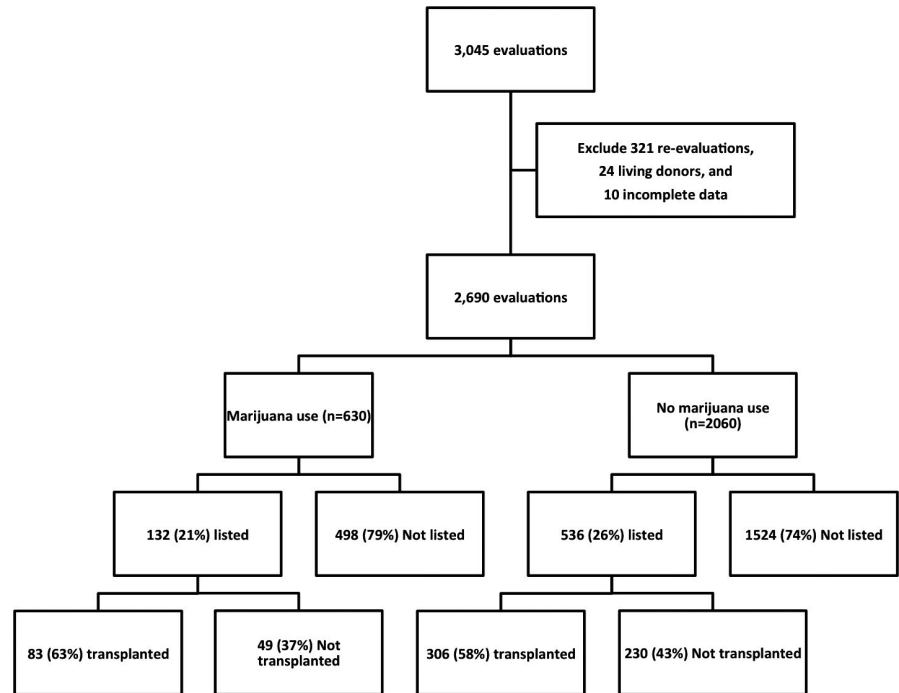 3,045 evaluations
Exclude 321 re-evaluations,
24 living donors, and
10 incomplete data
2,690 evaluations
Marijuana use (n=630)
No marijuana use
(n=2060)
132 (21%) listed
498 (79%) Not listed
536 (26%) listed
1524 (74%) Not listed
83 (63%) transplanted
49 (37%) Not
transplanted
306 (58%) transplanted
230 (43%) Not transplanted